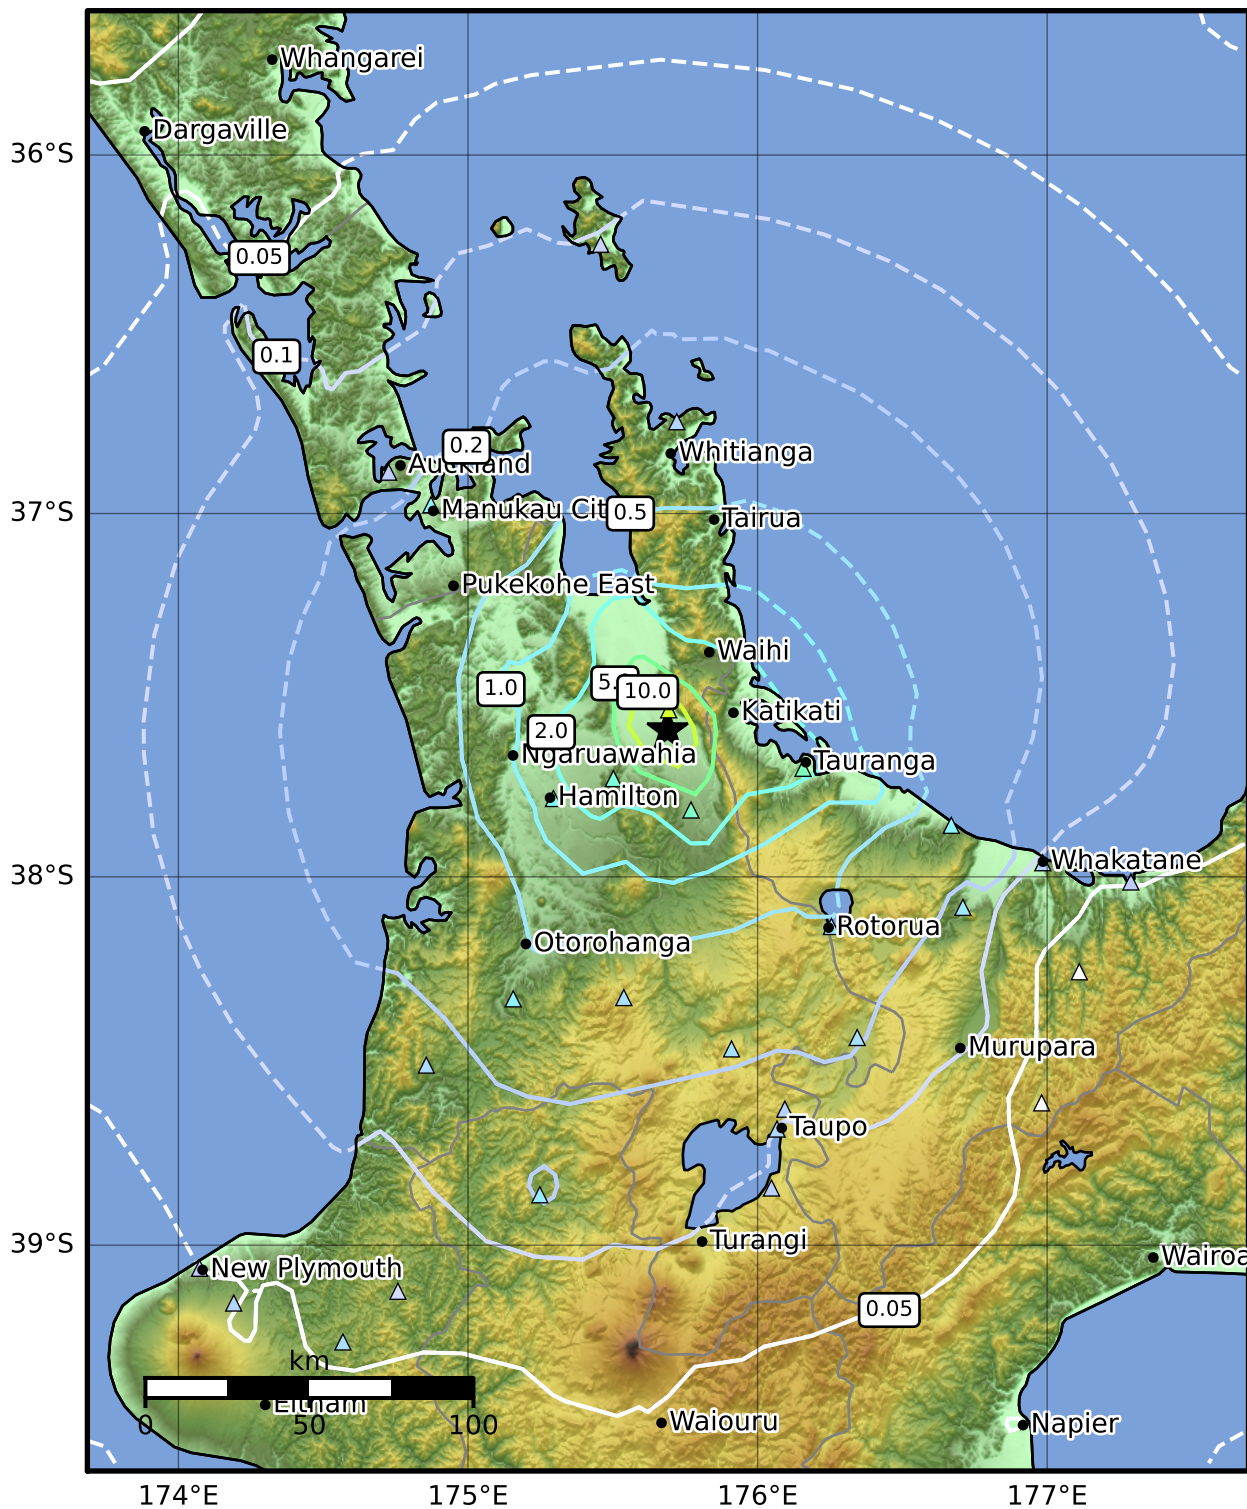 Whangarei
Dargaville
36°S
0.05
0.1
0.2
Auckland
Whitianga
Manukau Cit
0.5
37°S
Tairua
Pukekohe East
Waihi
1.0
5.
10.0
Katikati
2.0
Ngaruawahia
Tauranga
Hamilton
Whakatane
38°S
Rotorua
Otorohanga
Murupara
Taupo
Turangi
39°S
Wairoa
New Plymouth
0.05
km
Eltham
0 50 100
Waiouru
Napier
174°E 175°E 176°E 177°E